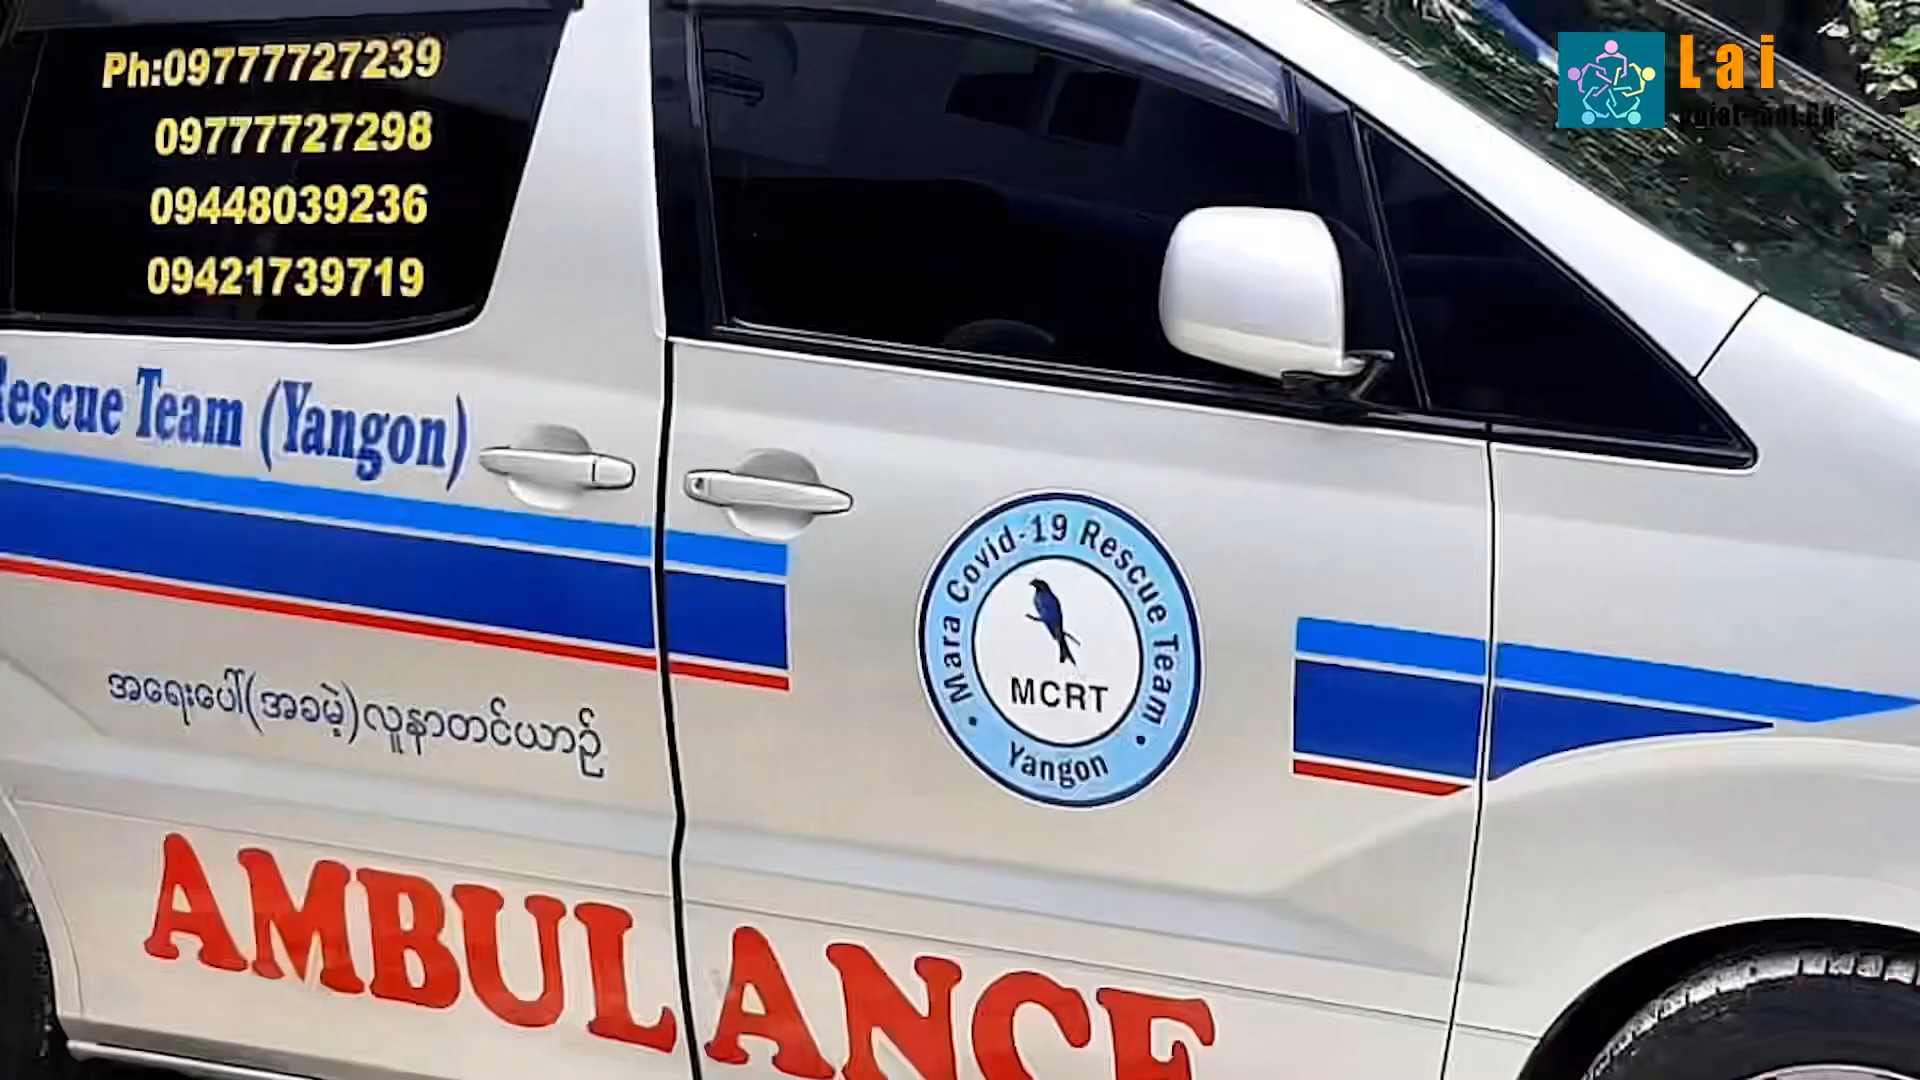 Ph:09777727239
09777727298
09448039236
09421739719
Rescue Team (Yangon)
Mara Covid-19 Rescue Team
MCRT
Yangon
အရေးပေါ်(အခမဲ့)လူနာတင်ယာဉ်
AMBULANCE
Lai